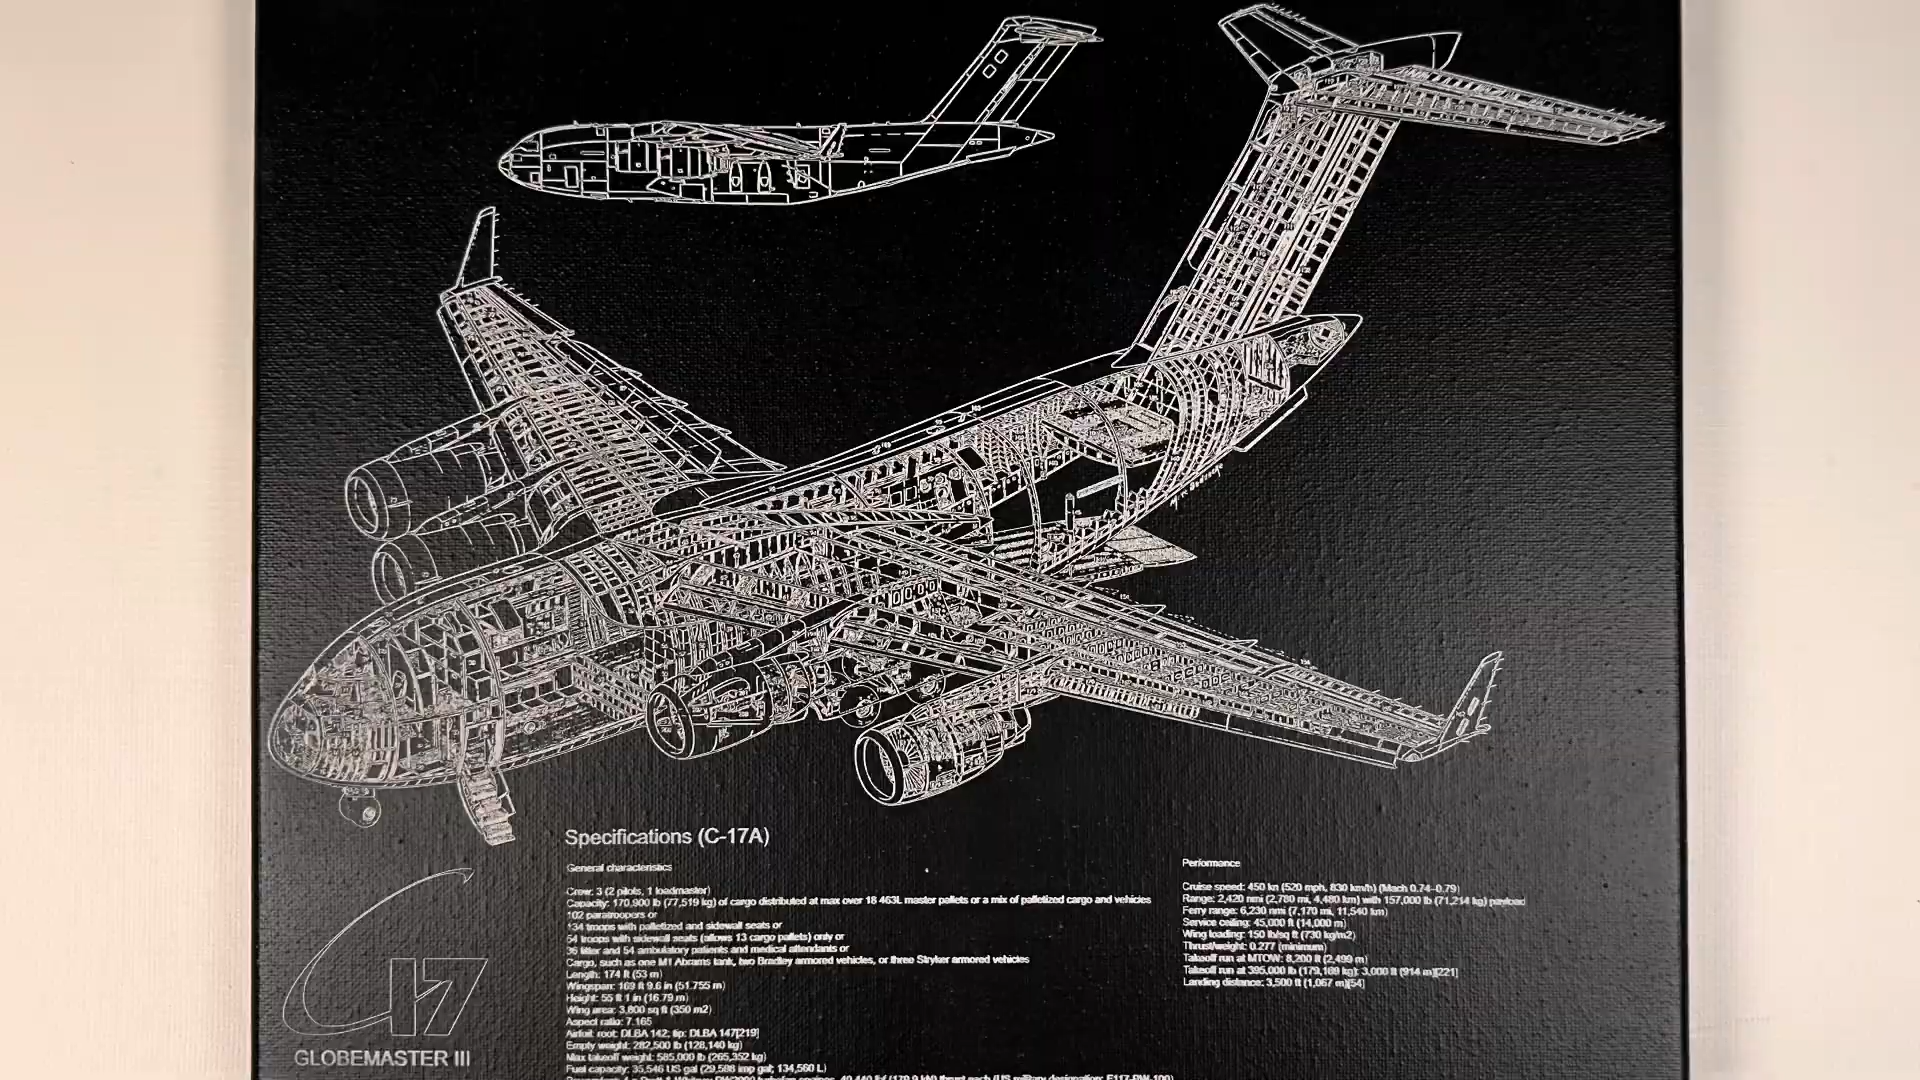 Specifications (C-17A)
General characteristics
Crew: 3 (2 pilots, 1 loadmaster)
Capacity: 170,900 lb (77,519 kg) of cargo distributed at max over 18 463L master pallets or a mix of palletized cargo and vehicles
102 paratroopers or
134 troops with palletized and sidewall seats or
54 troops with sidewall seats (allows 13 cargo pallets) only or
36 litter and 54 ambulatory patients and medical attendants or
Cargo, such as one M1 Abrams tank, two Bradley armored vehicles, or three Stryker armored vehicles
Length: 174 ft (53 m)
Wingspan: 169 ft 9.6 in (51.755 m)
Height: 55 ft 1 in (16.79 m)
Wing area: 3,800 sq ft (350 m2)
Aspect ratio: 7.165
Airfoil: root: DLBA 142; tip: DLBA 147[219]
Empty weight: 282,500 lb (128,140 kg)
Max takeoff weight: 585,000 lb (265,352 kg)
Fuel capacity: 35,546 US gal (29,598 imp gal; 134,560 L)
Performance
Cruise speed: 450 kn (520 mph, 830 km/h) (Mach 0.74–0.79)
Range: 2,420 nmi (2,780 mi, 4,480 km) with 157,000 lb (71,214 kg) payload
Ferry range: 6,230 nmi (7,170 mi, 11,540 km)
Service ceiling: 45,000 ft (14,000 m)
Wing loading: 150 lb/sq ft (730 kg/m2)
Thrust/weight: 0.277 (minimum)
Takeoff run at MTOW: 8,200 ft (2,499 m)
Takeoff run at 395,000 lb (179,169 kg): 3,000 ft (914 m)[221]
Landing distance: 3,500 ft (1,067 m)[54]
C17
GLOBEMASTER III